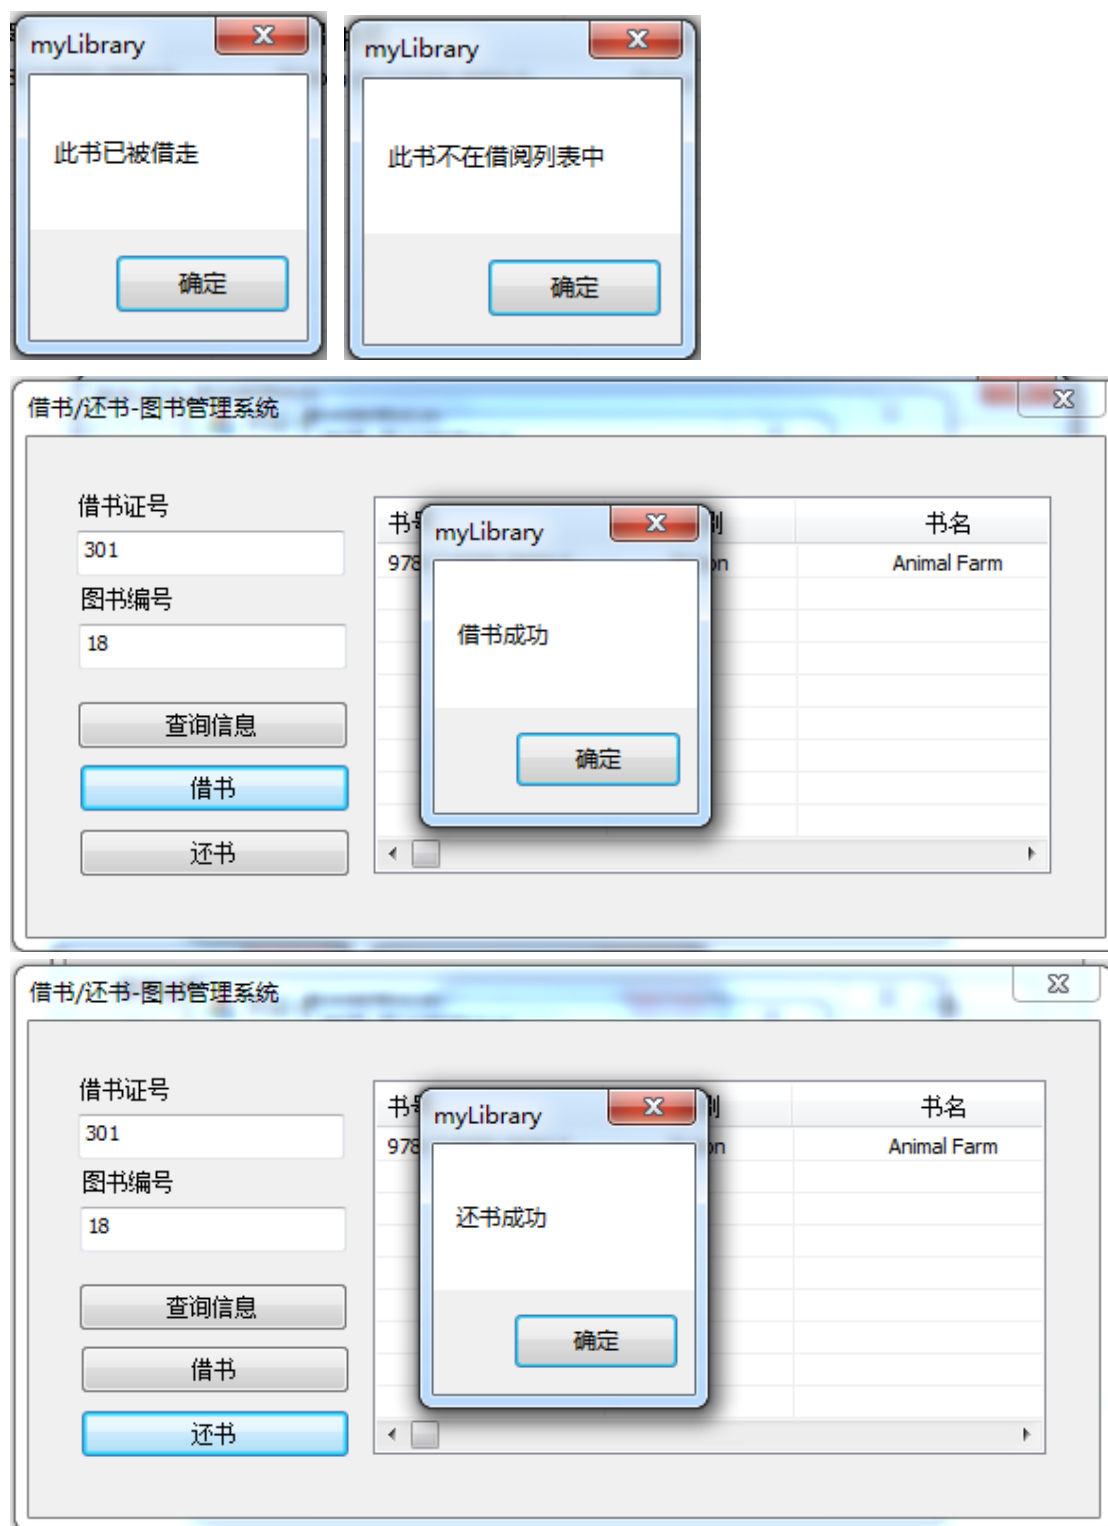 myLibrary
此书已被借走
确定
myLibrary
此书不在借阅列表中
确定
借书/还书-图书管理系统
借书证号
301
图书编号
18
查询信息
借书
还书
书名
978
Animal Farm
myLibrary
借书成功
确定
借书/还书-图书管理系统
借书证号
301
图书编号
18
查询信息
借书
还书
书名
978
Animal Farm
myLibrary
还书成功
确定